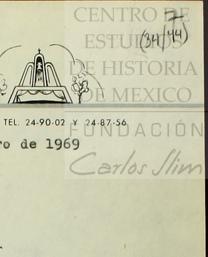 CENTRO DE
ESTUDIOS
(34/44)
DE HISTORIA
DE MEXICO
TEL. 24-90-02 Y 24-87-56
FUNDACIÓN
ro de 1969
Carlos Slim